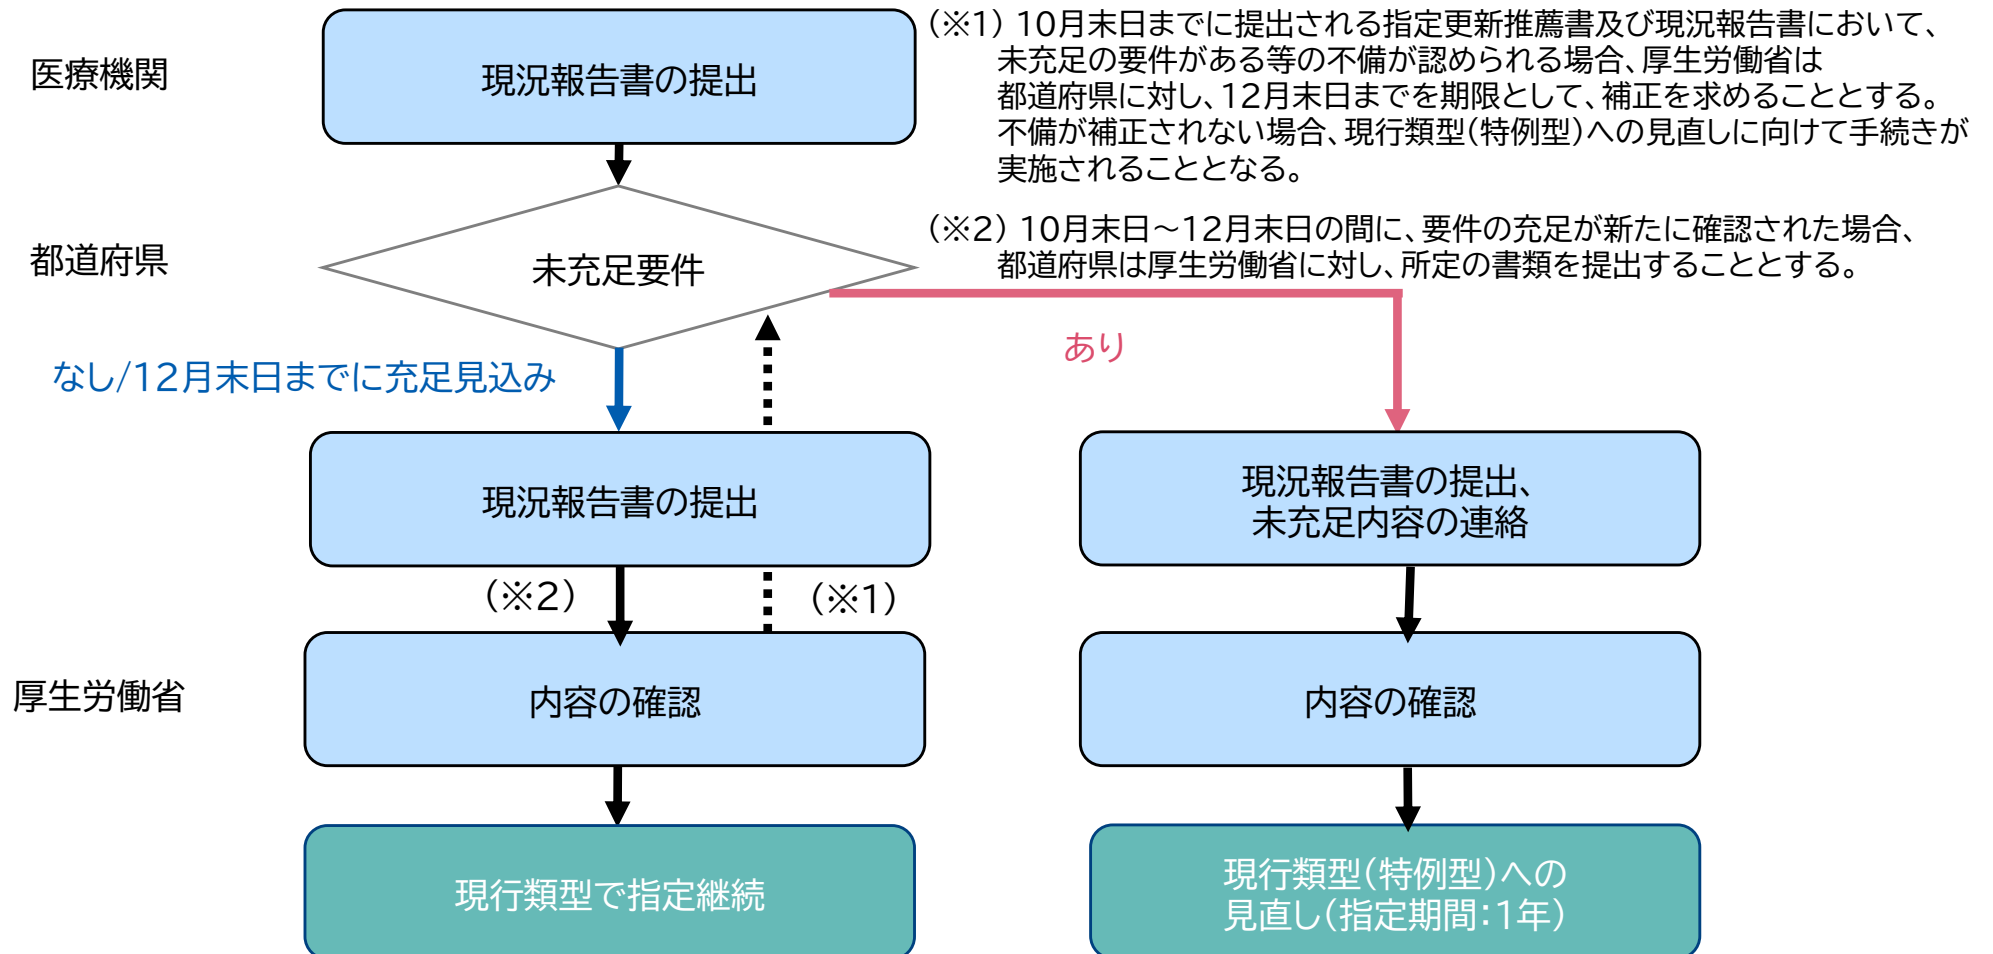 医療機関
現況報告書の提出
（※1）10月末日までに提出される指定更新推薦書及び現況報告書において、
未充足の要件がある等の不備が認められる場合、厚生労働省は
都道府県に対し、12月末日までを期限として、補正を求めることとする。
不備が補正されない場合、現行類型（特例型）への見直しに向けて手続きが
実施されることとなる。
都道府県
未充足要件
（※2）10月末日～12月末日の間に、要件の充足が新たに確認された場合、
都道府県は厚生労働省に対し、所定の書類を提出することとする。
なし/12月末日までに充足見込み
あり
現況報告書の提出
現況報告書の提出、
未充足内容の連絡
（※2）
（※1）
厚生労働省
内容の確認
内容の確認
現行類型で指定継続
現行類型（特例型）への
見直し（指定期間：1年）